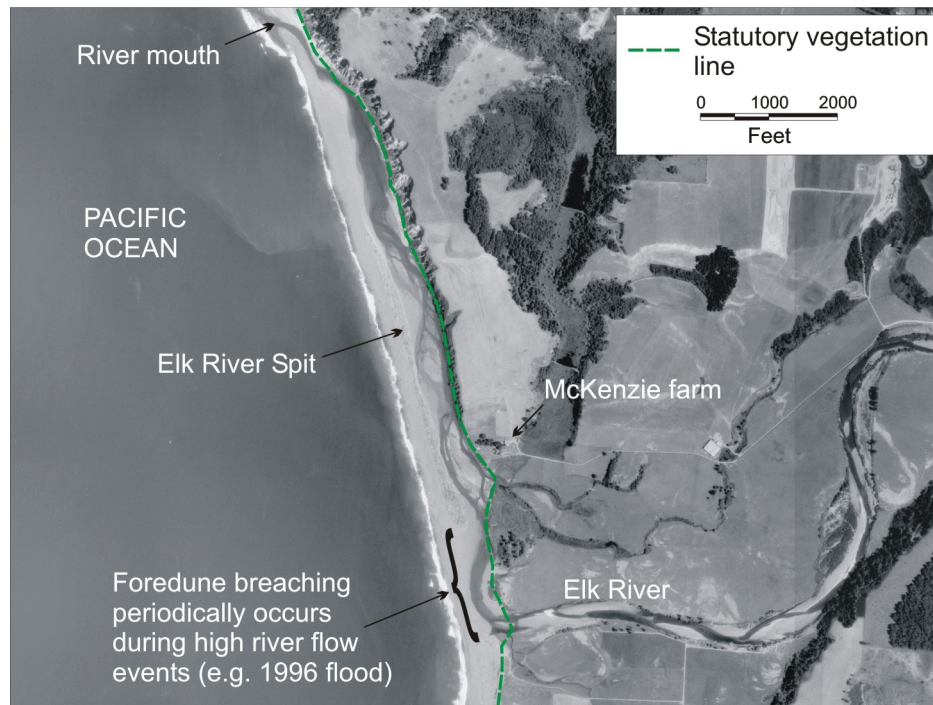 River mouth
Statutory vegetation
line
0 1000 2000
Feet
PACIFIC
OCEAN
Elk River Spit
McKenzie farm
Foredune breaching
periodically occurs
during high river flow
events (e.g. 1996 flood)
Elk River